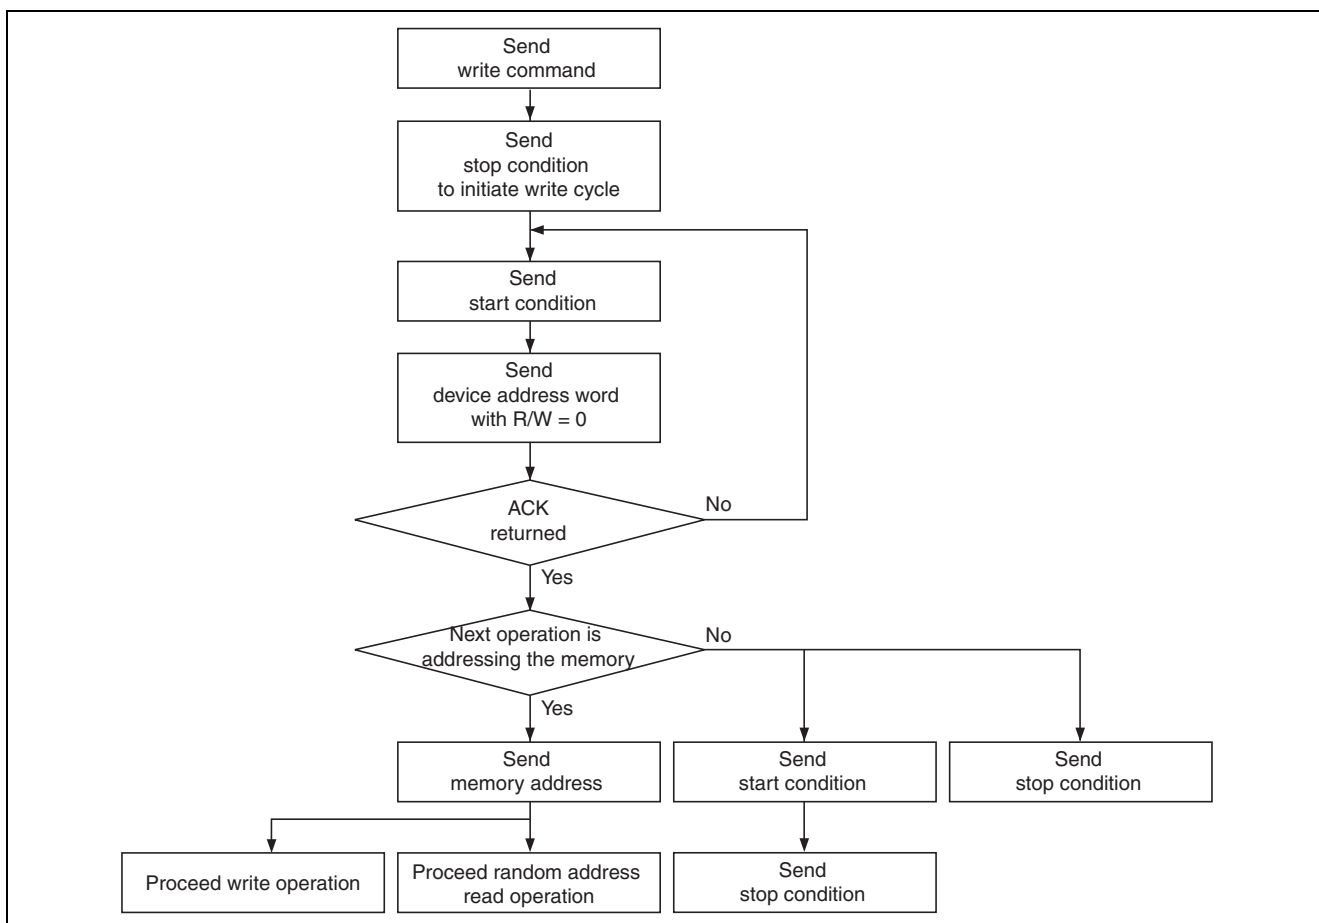 Send
write command
Send
stop condition
to initiate write cycle
Send
start condition
Send
device address word
with R/W = 0
ACK
returned
No
Yes
Next operation is
addressing the memory
No
Yes
Send
memory address
Send
start condition
Send
stop condition
Proceed write operation
Proceed random address
read operation
Send
stop condition